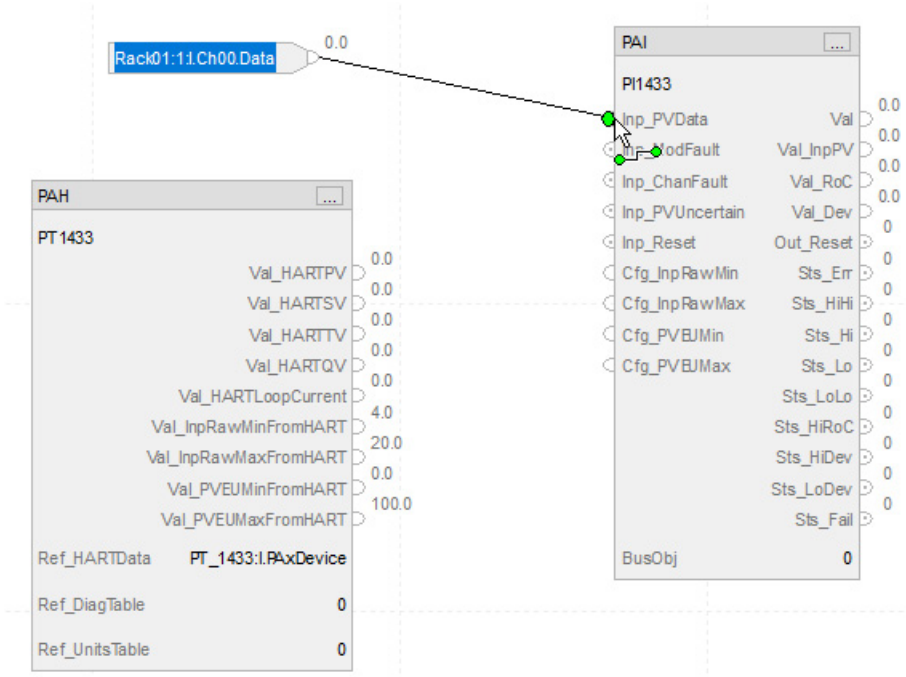 Rack01:1:I.Ch00.Data
0.0
PAI
...
PI1433
Inp_PVData Val 0.0
Inp_ModFault Val_InpPV 0.0
Inp_ChanFault Val_RoC 0.0
Inp_PVUncertain Val_Dev 0.0
Inp_Reset Out_Reset 0
Cfg_InpRawMin Sts_Err 0
Cfg_InpRawMax Sts_HiHi 0
Cfg_PVEUMin Sts_Hi 0
Cfg_PVEUMax Sts_Lo 0
Sts_LoLo 0
Sts_HiRoC 0
Sts_HiDev 0
Sts_LoDev 0
Sts_Fail 0
BusObj 0
PAH
...
PT1433
Val_HARTPV 0.0
Val_HARTSV 0.0
Val_HARTTV 0.0
Val_HARTQV 0.0
Val_HARTLoopCurrent 0.0
Val_InpRawMinFromHART 4.0
Val_InpRawMaxFromHART 20.0
Val_PVEUMinFromHART 0.0
Val_PVEUMaxFromHART 100.0
Ref_HARTData PT_1433:I.PAxDevice
Ref_DiagTable 0
Ref_UnitsTable 0